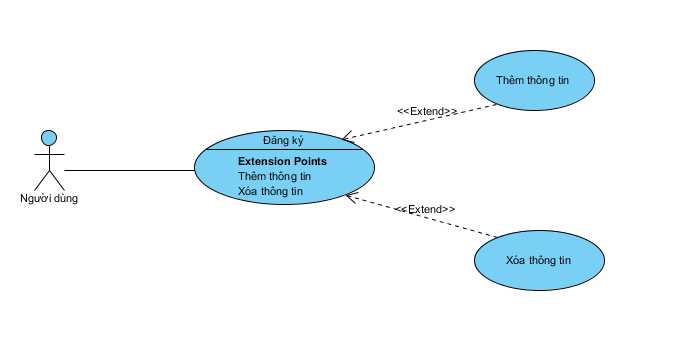 Thêm thông tin
<<Extend>>
Đăng ký
Extension Points
Thêm thông tin
Xóa thông tin
Người dùng
<<Extend>>
Xóa thông tin